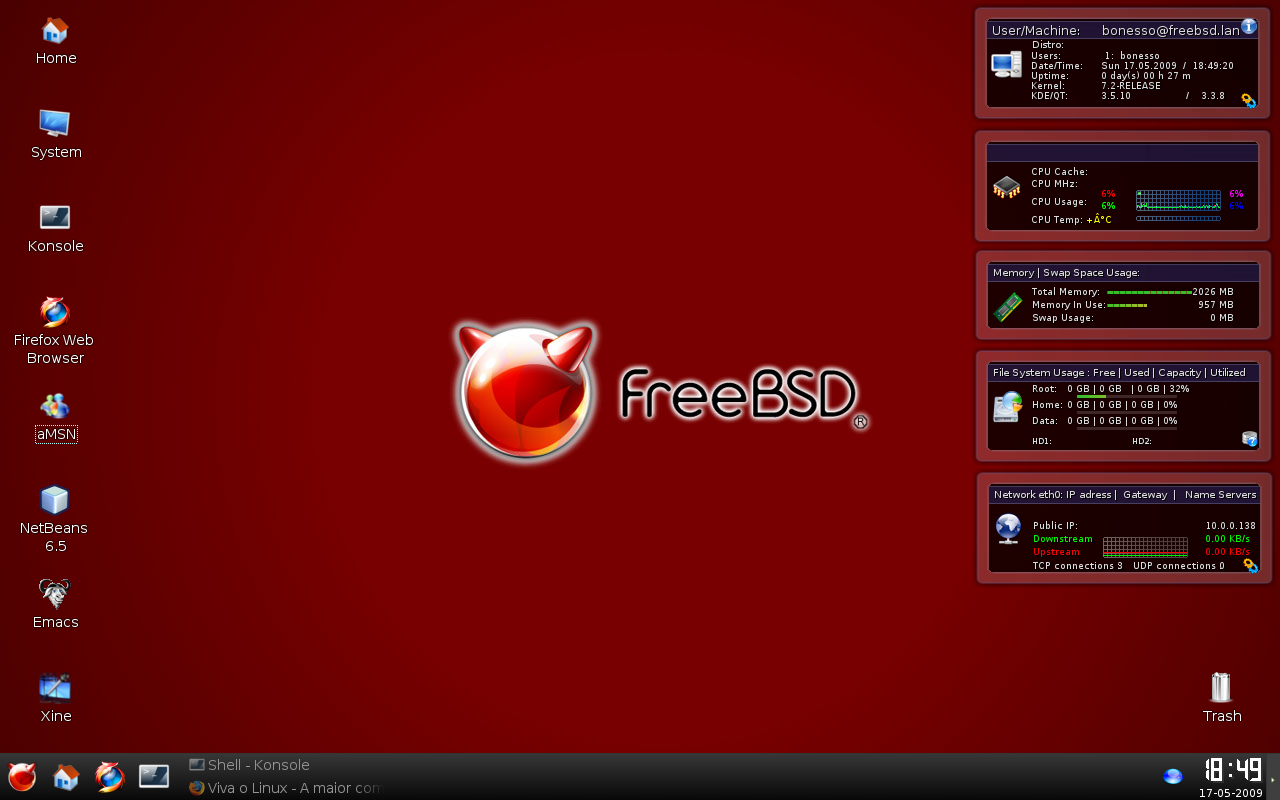 Home
System
Konsole
Firefox Web
Browser
aMSN
NetBeans
6.5
Emacs
Xine
FreeBSD®
User/Machine: bonesso@freebsd.lan
Distro:
Users: 1: bonesso
Date/Time: Sun 17.05.2009 / 18:49:20
Uptime: 0 day(s) 00 h 27 m
Kernel: 7.2-RELEASE
KDE/QT: 3.5.10 / 3.3.8
CPU Cache:
CPU MHz:
6% 6%
CPU Usage: 6% 6%
CPU Temp: +Â°C
Memory | Swap Space Usage:
Total Memory: 2026 MB
Memory In Use: 957 MB
Swap Usage: 0 MB
File System Usage : Free | Used | Capacity | Utilized
Root: 0 GB | 0 GB | 0 GB | 32%
Home: 0 GB | 0 GB | 0 GB | 0%
Data: 0 GB | 0 GB | 0 GB | 0%
HD1: HD2:
Network eth0: IP adress | Gateway | Name Servers
Public IP: 10.0.0.138
Downstream 0.00 KB/s
Upstream 0.00 KB/s
TCP connections 3 UDP connections 0
Trash
Shell - Konsole
Viva o Linux - A maior com
18:49
17-05-2009